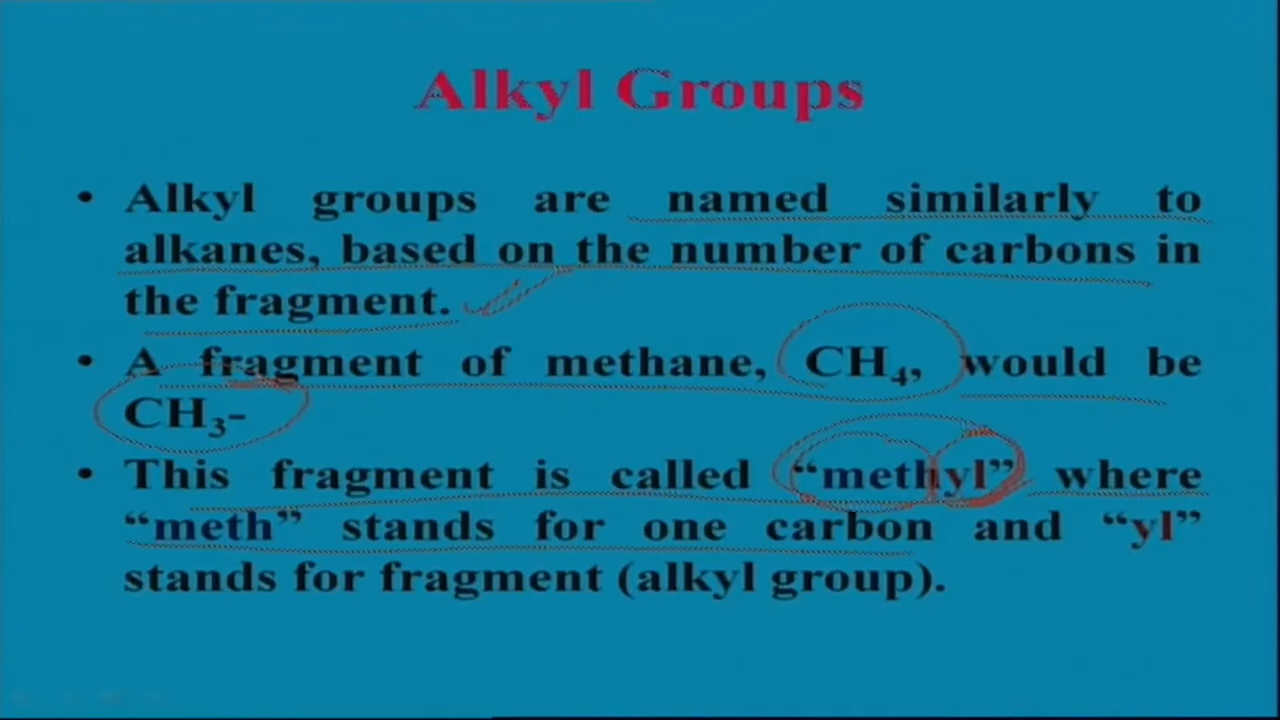 Alkyl Groups
• Alkyl groups are named similarly to
alkanes, based on the number of carbons in
the fragment.
• A fragment of methane, CH₄, would be
CH₃-
• This fragment is called “methyl” where
“meth” stands for one carbon and “yl”
stands for fragment (alkyl group).